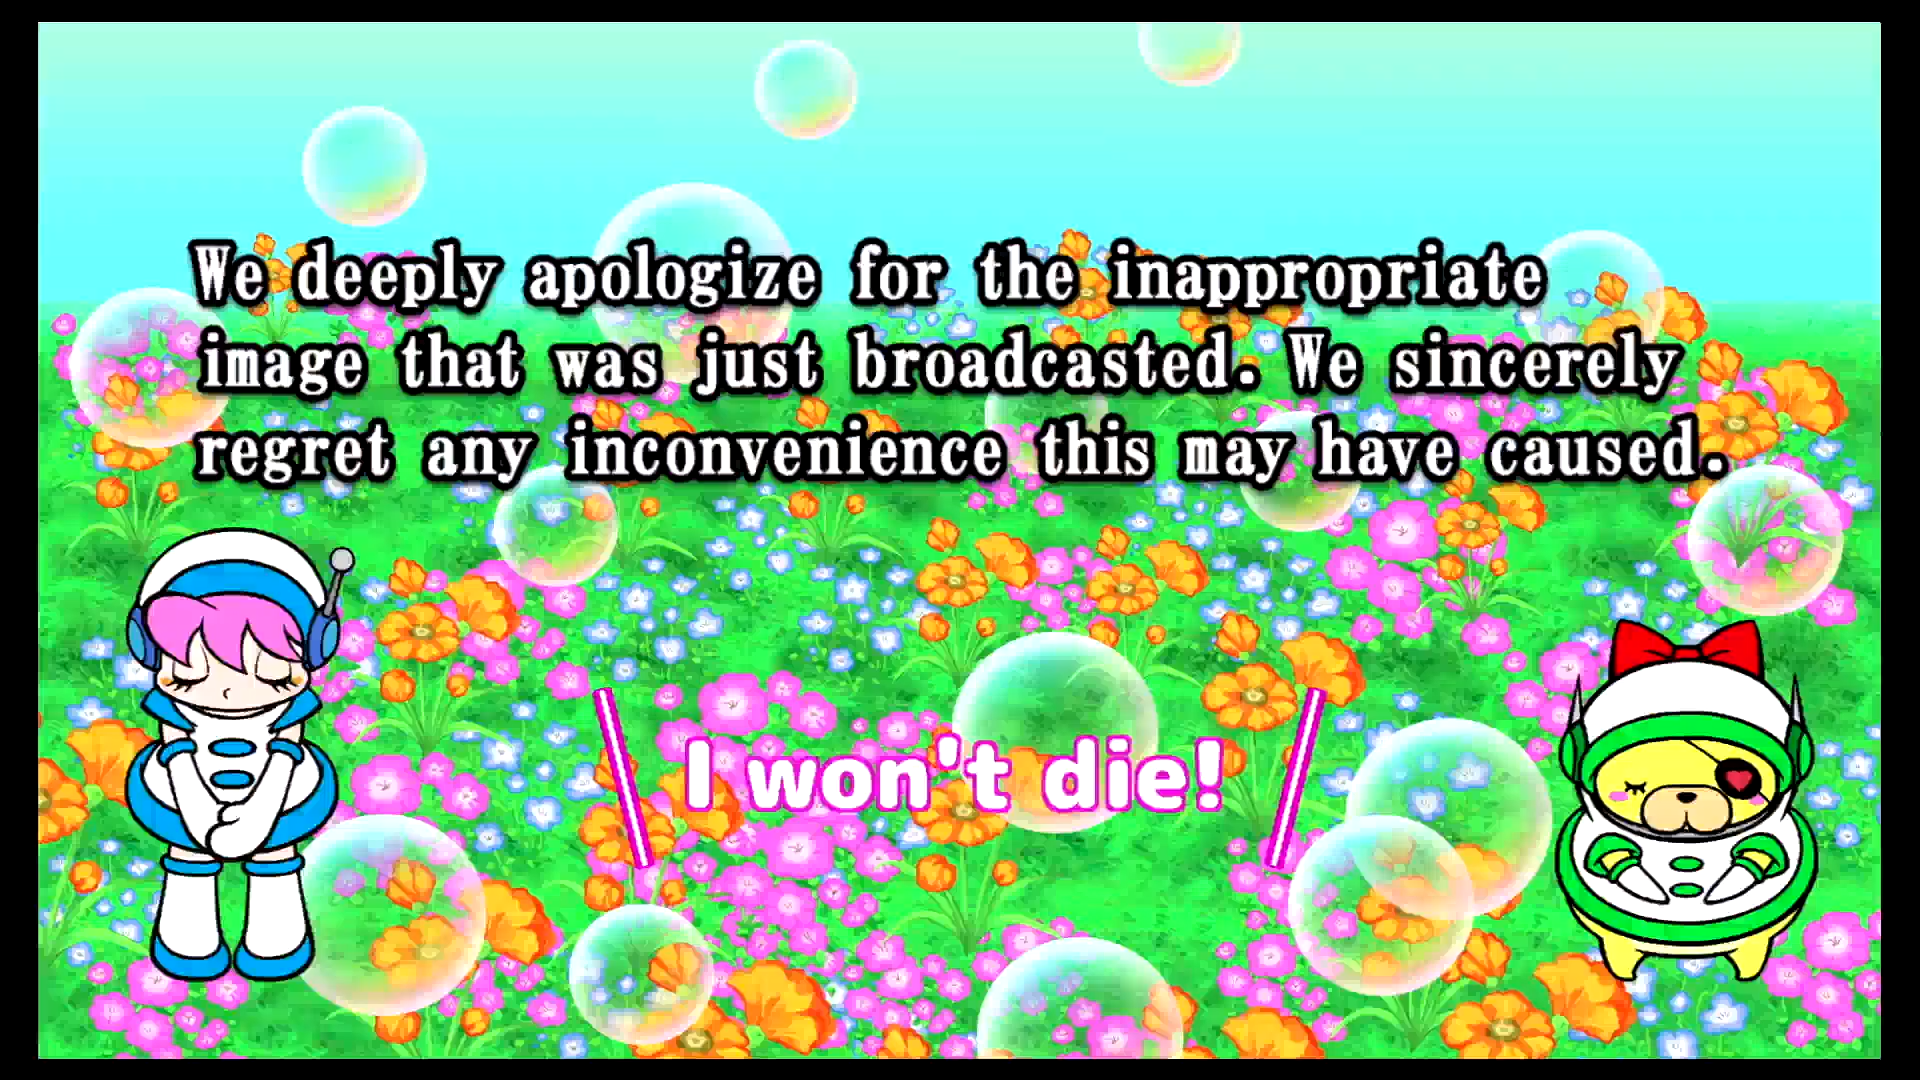 We deeply apologize for the inappropriate
image that was just broadcasted. We sincerely
regret any inconvenience this may have caused.
I won't die!